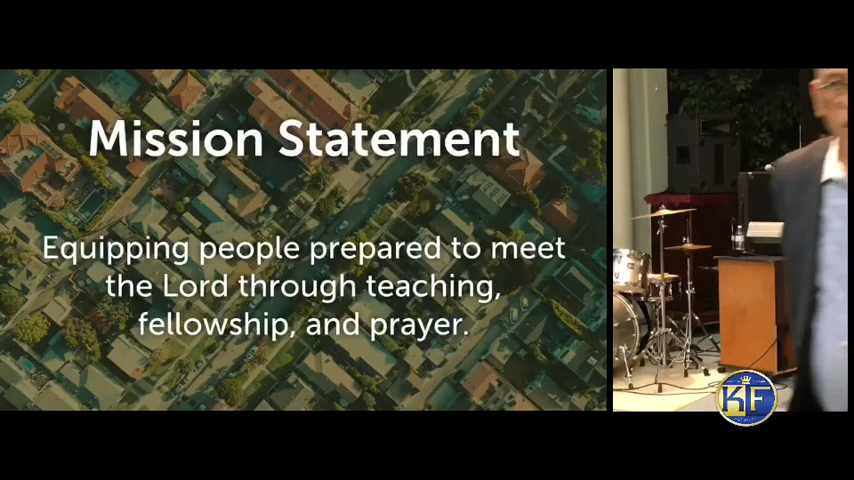 Mission Statement
Equipping people prepared to meet
the Lord through teaching,
fellowship, and prayer.
KF